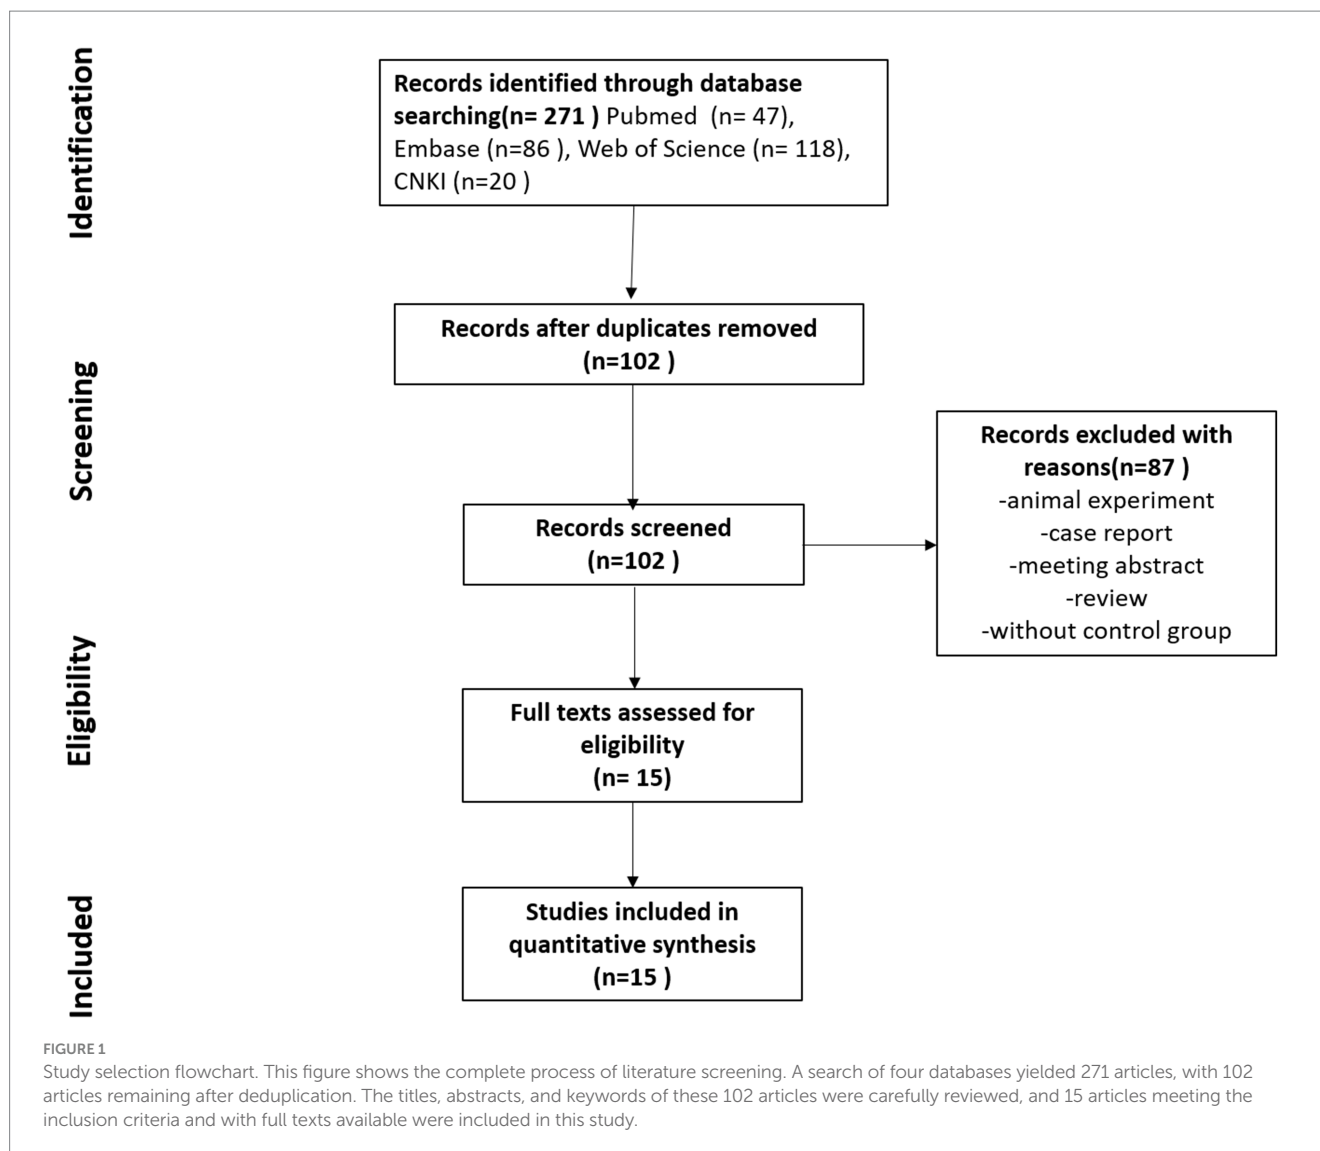 Identification
Records identified through database
searching(n= 271 ) Pubmed (n= 47),
Embase (n=86 ), Web of Science (n= 118),
CNKI (n=20 )
Screening
Records after duplicates removed
(n=102 )
Records screened
(n=102 )
Records excluded with
reasons(n=87 )
-animal experiment
-case report
-meeting abstract
-review
-without control group
Eligibility
Full texts assessed for
eligibility
(n= 15)
Included
Studies included in
quantitative synthesis
(n=15 )
FIGURE 1
Study selection flowchart. This figure shows the complete process of literature screening. A search of four databases yielded 271 articles, with 102
articles remaining after deduplication. The titles, abstracts, and keywords of these 102 articles were carefully reviewed, and 15 articles meeting the
inclusion criteria and with full texts available were included in this study.